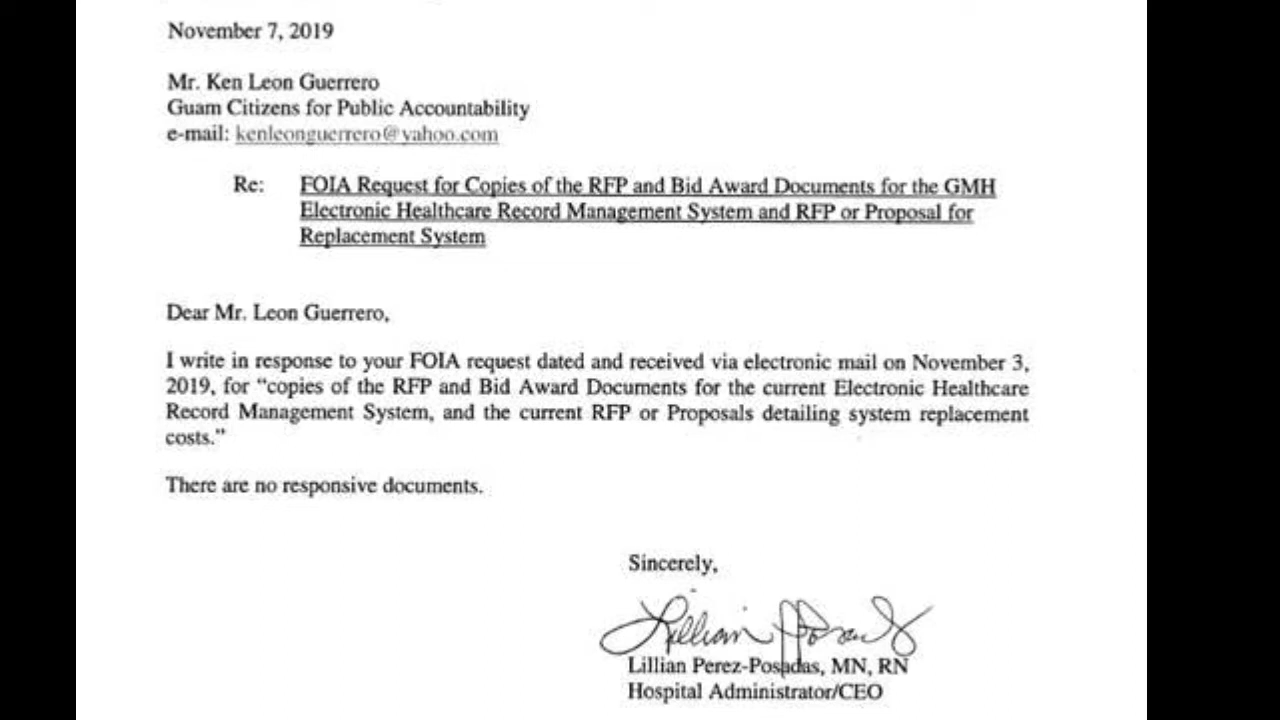 November 7, 2019
Mr. Ken Leon Guerrero
Guam Citizens for Public Accountability
e-mail: kenleonguerrero@yahoo.com
Re: FOIA Request for Copies of the RFP and Bid Award Documents for the GMH
Electronic Healthcare Record Management System and RFP or Proposal for
Replacement System
Dear Mr. Leon Guerrero,
I write in response to your FOIA request dated and received via electronic mail on November 3,
2019, for “copies of the RFP and Bid Award Documents for the current Electronic Healthcare
Record Management System, and the current RFP or Proposals detailing system replacement
costs.”
There are no responsive documents.
Sincerely,
Lillian Perez-Posadas, MN, RN
Hospital Administrator/CEO